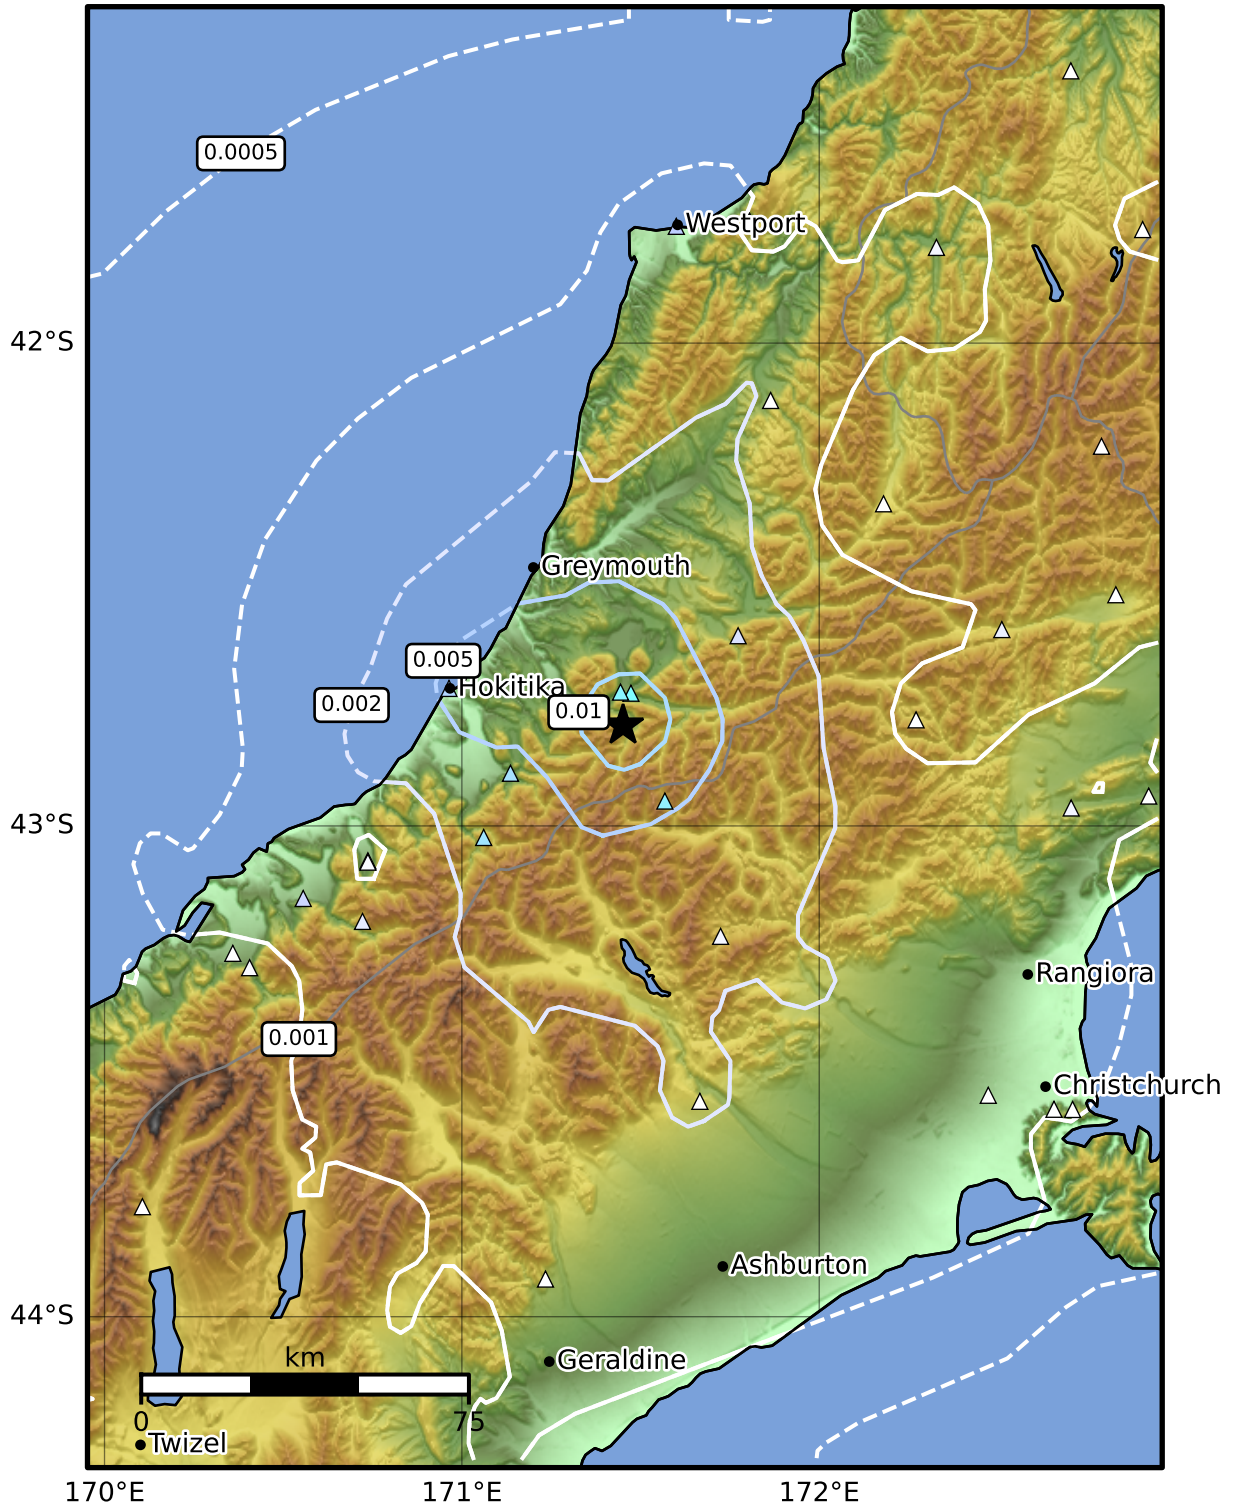 0.0005
Westport
42°S
Greymouth
0.005
Hokitika
0.002
0.01
43°S
Rangiora
0.001
Christchurch
Ashburton
44°S
km
Geraldine
0
75
Twizel
170°E
171°E
172°E